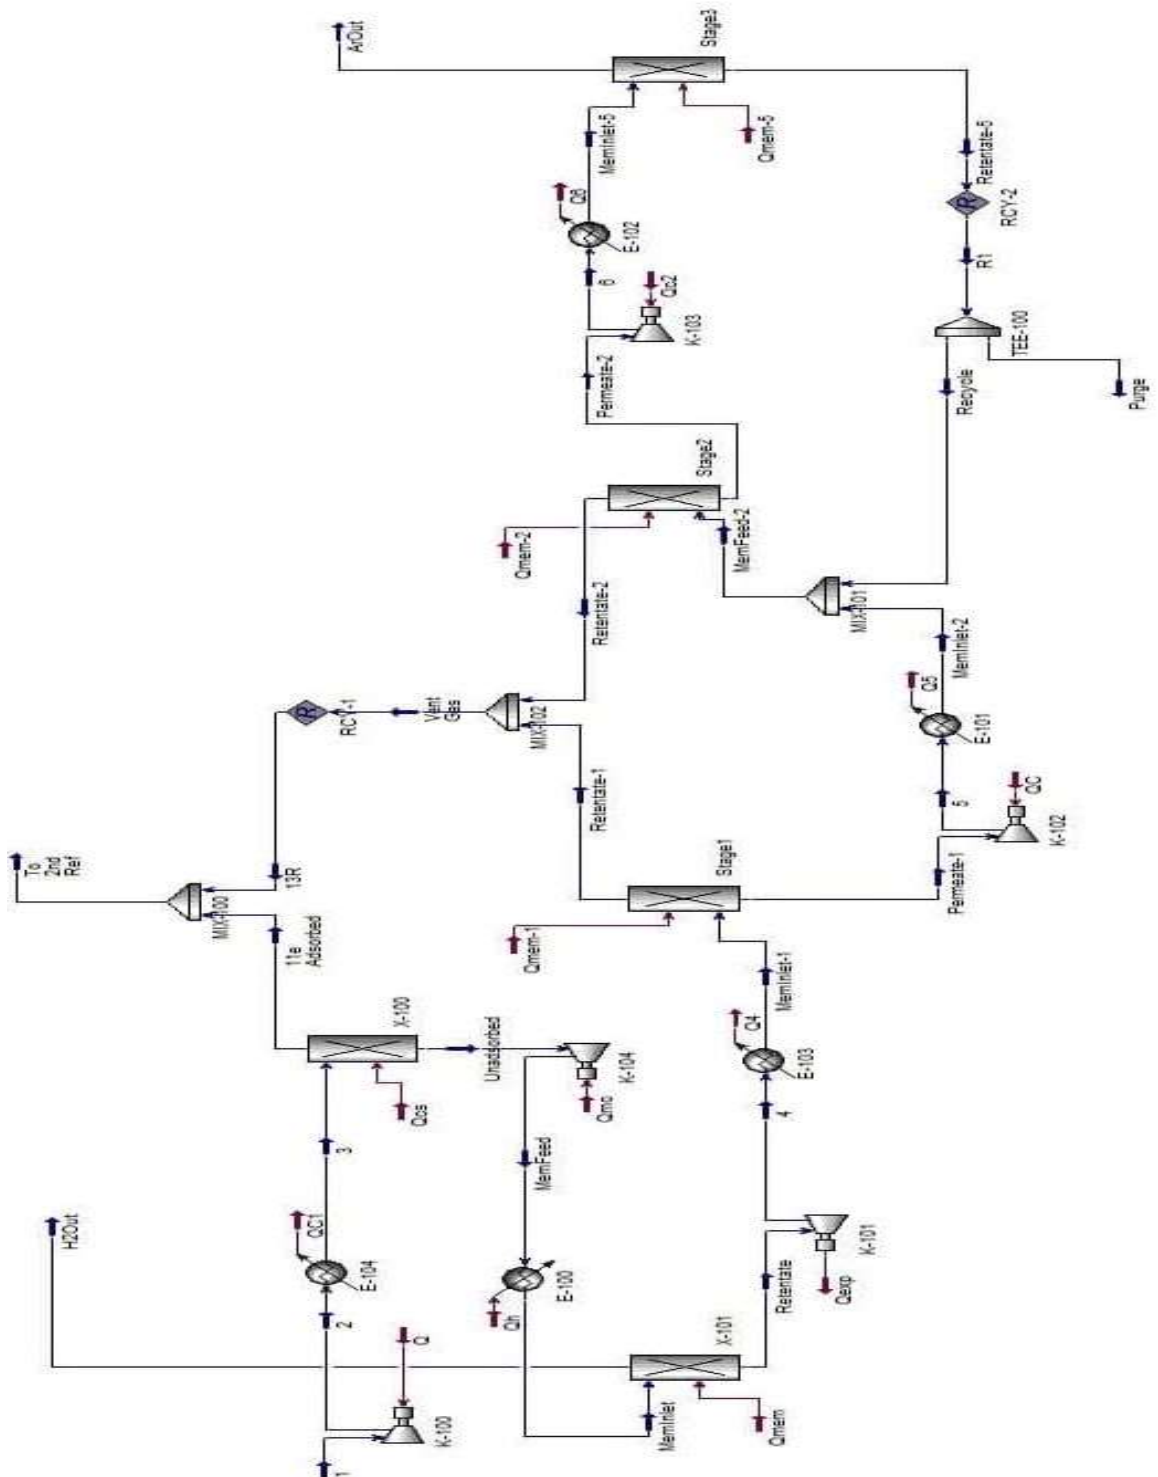 1
K-100
Q
2
E-104
QC1
3
H2Out
X-100
Qcs
11e
Adsorbed
MIX-100
To
2nd
Ref
13R
RCY-1
Vent
Gas
MIX-102
Unadsorbed
K-104
Qmo
MemFeed
E-100
Qh
MemInlet
X-101
Qmem
Retentate
K-101
Qexp
4
E-103
Q4
MemInlet-1
Qmem-1
Stage1
Retentate-1
Permeate-1
K-102
QC
5
E-101
Q5
MemInlet-2
MIX-101
MemFeed-2
Qmem-2
Stage2
Retentate-2
Permeate-2
K-103
Qc2
6
E-102
Q6
MemInlet-5
Qmem-5
Stage3
ArOut
Retentate-5
R
RCY-2
R1
TEE-100
Recycle
Purge
R